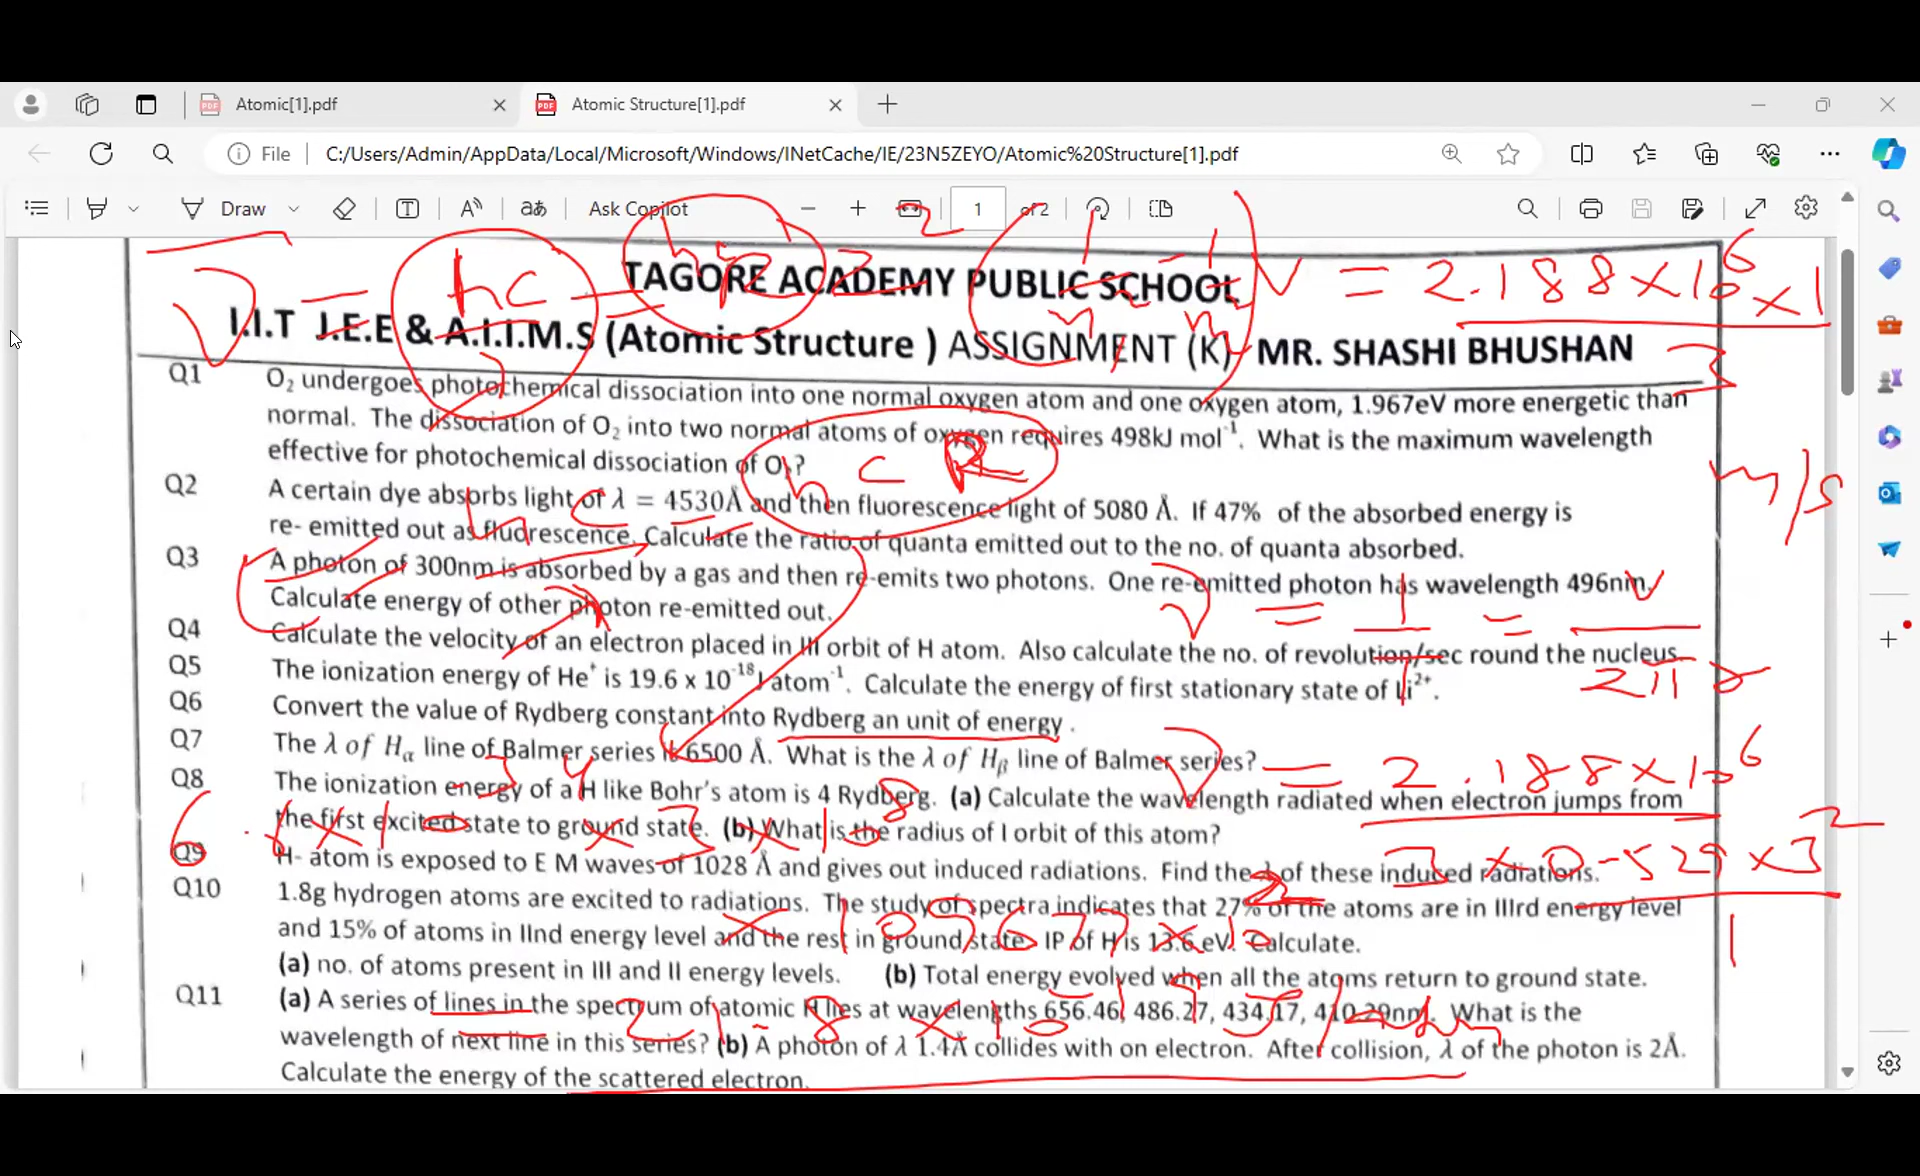 Atomic[1].pdf
Atomic Structure[1].pdf
File
C:/Users/Admin/AppData/Local/Microsoft/Windows/INetCache/IE/23N5ZEYO/Atomic%20Structure[1].pdf
Draw
Ask Copilot
1
of 2
TAGORE ACADEMY PUBLIC SCHOOL
I.I.T J.E.E & A.I.I.M.S (Atomic Structure ) ASSIGNMENT (K) MR. SHASHI BHUSHAN
Q1 O₂ undergoes photochemical dissociation into one normal oxygen atom and one oxygen atom, 1.967eV more energetic than
normal. The dissociation of O₂ into two normal atoms of oxygen requires 498kJ mol⁻¹. What is the maximum wavelength
effective for photochemical dissociation of O₂?
Q2 A certain dye absorbs light of λ = 4530Å and then fluorescence light of 5080 Å. If 47% of the absorbed energy is
re- emitted out as fluorescence. Calculate the ratio of quanta emitted out to the no. of quanta absorbed.
Q3 A photon of 300nm is absorbed by a gas and then re-emits two photons. One re-emitted photon has wavelength 496nm.
Calculate energy of other photon re-emitted out.
Q4 Calculate the velocity of an electron placed in III orbit of H atom. Also calculate the no. of revolution/sec round the nucleus.
Q5 The ionization energy of He⁺ is 19.6 x 10⁻¹⁸J atom⁻¹. Calculate the energy of first stationary state of Li²⁺.
Q6 Convert the value of Rydberg constant into Rydberg an unit of energy .
Q7 The λ of Hα line of Balmer series is 6500 Å. What is the λ of Hβ line of Balmer series?
Q8 The ionization energy of a H like Bohr's atom is 4 Rydberg. (a) Calculate the wavelength radiated when electron jumps from
the first excited state to ground state. (b) What is the radius of I orbit of this atom?
Q9 H- atom is exposed to E M waves of 1028 Å and gives out induced radiations. Find the λ of these induced radiations.
Q10 1.8g hydrogen atoms are excited to radiations. The study of spectra indicates that 27% of the atoms are in IIIrd energy level
and 15% of atoms in IInd energy level and the rest in ground state. IP of H is 13.6 eV. Calculate.
(a) no. of atoms present in III and II energy levels. (b) Total energy evolved when all the atoms return to ground state.
Q11 (a) A series of lines in the spectrum of atomic H lies at wavelengths 656.46, 486.27, 434.17, 410.29nm. What is the
wavelength of next line in this series? (b) A photon of λ 1.4Å collides with on electron. After collision, λ of the photon is 2Å.
Calculate the energy of the scattered electron.
V = 2.188×10⁶ × 1
3
m/s
h c R
ν = 1 = V
2πr
ν = 2.188×10⁶
3 × 0.529 × 3²
1